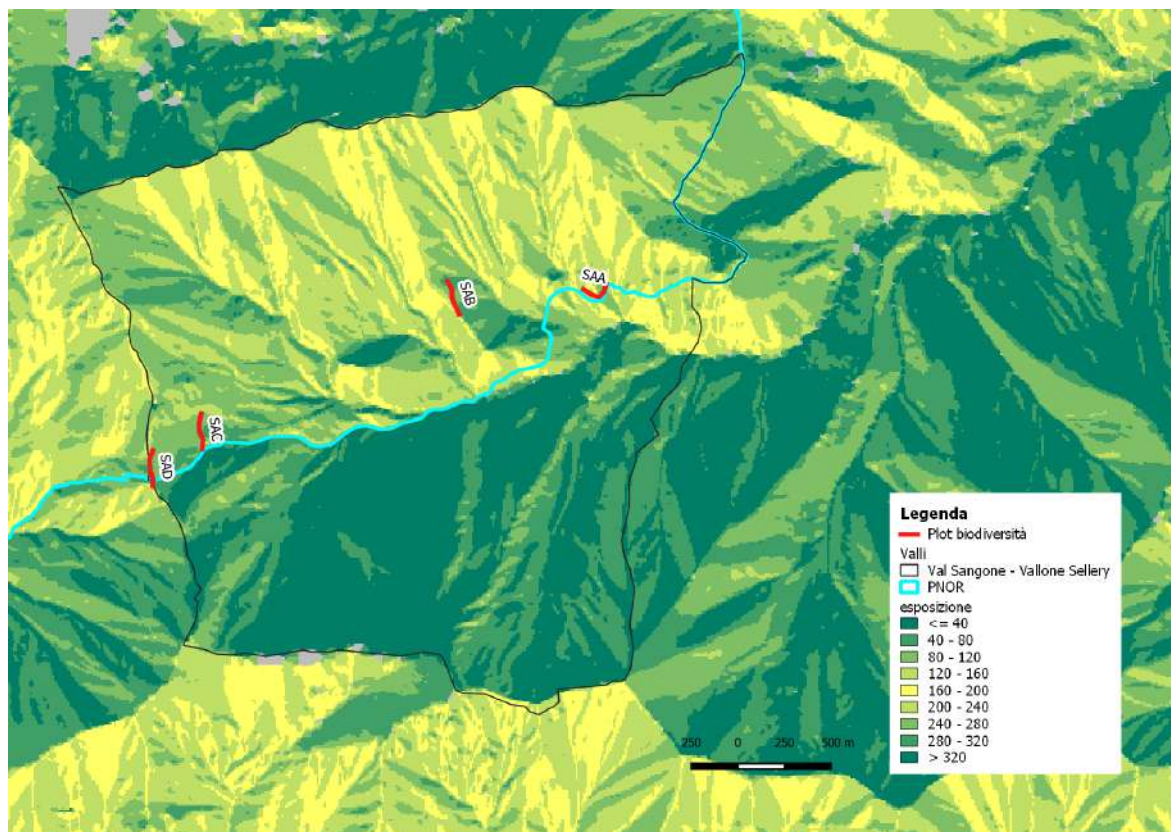 SAA
SAB
SAC
SAD
Legenda
Plot biodiversità
Valli
Val Sangone - Vallone Sellery
PNOR
esposizione
<= 40
40 - 80
80 - 120
120 - 160
160 - 200
200 - 240
240 - 280
280 - 320
> 320
250 0 250 500 m